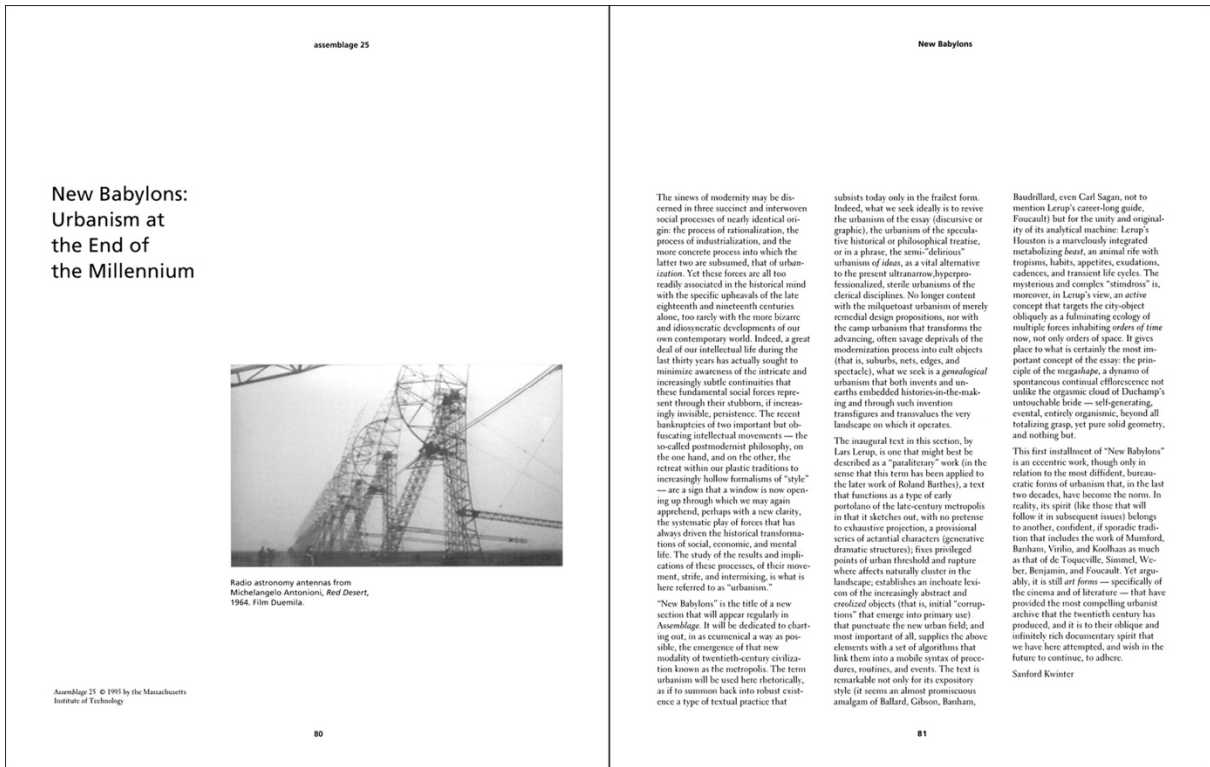 assemblage 25
New Babylons:
Urbanism at
the End of
the Millennium
Radio astronomy antennas from
Michelangelo Antonioni, Red Desert,
1964. Film Duemila.
Assemblage 25 © 1995 by the Massachusetts
Institute of Technology
80
New Babylons
The sinews of modernity may be dis-
cerned in three succinct and interwoven
social processes of nearly identical ori-
gin: the process of rationalization, the
process of industrialization, and the
more concrete process into which the
latter two are subsumed, that of urban-
ization. Yet these forces are all too
readily associated in the historical mind
with the specific upheavals of the late
eighteenth and nineteenth centuries
alone, too rarely with the more bizarre
and idiosyncratic developments of our
own contemporary world. Indeed, a great
deal of our intellectual life during the
last thirty years has actually sought to
minimize awareness of the intricate and
increasingly subtle continuities that
these fundamental social forces repre-
sent through their stubborn, if increas-
ingly invisible, persistence. The recent
bankruptcies of two important but ob-
fuscating intellectual movements — the
so-called postmodernist philosophy, on
the one hand, and on the other, the
retreat within our plastic traditions to
increasingly hollow formalisms of “style”
— are a sign that a window is now open-
ing up through which we may again
apprehend, perhaps with a new clarity,
the systematic play of forces that has
always driven the historical transforma-
tions of social, economic, and mental
life. The study of the results and impli-
cations of these processes, of their move-
ment, strife, and intermixing, is what is
here referred to as “urbanism.”
“New Babylons” is the title of a new
section that will appear regularly in
Assemblage. It will be dedicated to chart-
ing out, in as ecumenical a way as pos-
sible, the emergence of that new
modality of twentieth-century civiliza-
tion known as the metropolis. The term
urbanism will be used here rhetorically,
as if to summon back into robust exist-
ence a type of textual practice that
subsists today only in the frailest form.
Indeed, what we seek ideally is to revive
the urbanism of the essay (discursive or
graphic), the urbanism of the specula-
tive historical or philosophical treatise,
or in a phrase, the semi-“delirious”
urbanism of ideas, as a vital alternative
to the present ultranarrow,hyperpro-
fessionalized, sterile urbanisms of the
clerical disciplines. No longer content
with the milquetoast urbanism of merely
remedial design propositions, nor with
the camp urbanism that transforms the
advancing, often savage deprivals of the
modernization process into cult objects
(that is, suburbs, nets, edges, and
spectacle), what we seek is a genealogical
urbanism that both invents and un-
earths embedded histories-in-the-mak-
ing and through such invention
transfigures and transvalues the very
landscape on which it operates.
The inaugural text in this section, by
Lars Lerup, is one that might best be
described as a “paraliterary” work (in the
sense that this term has been applied to
the later work of Roland Barthes), a text
that functions as a type of early
portolano of the late-century metropolis
in that it sketches out, with no pretense
to exhaustive projection, a provisional
series of actantial characters (generative
dramatic structures); fixes privileged
points of urban threshold and rupture
where affects naturally cluster in the
landscape; establishes an inchoate lexi-
con of the increasingly abstract and
creolized objects (that is, initial “corrup-
tions” that emerge into primary use)
that punctuate the new urban field; and
most important of all, supplies the above
elements with a set of algorithms that
link them into a mobile syntax of proce-
dures, routines, and events. The text is
remarkable not only for its expository
style (it seems an almost promiscuous
amalgam of Ballard, Gibson, Banham,
Baudrillard, even Carl Sagan, not to
mention Lerup’s career-long guide,
Foucault) but for the unity and original-
ity of its analytical machine: Lerup’s
Houston is a marvelously integrated
metabolizing beast, an animal rife with
tropisms, habits, appetites, exudations,
cadences, and transient life cycles. The
mysterious and complex “stimdross” is,
moreover, in Lerup’s view, an active
concept that targets the city-object
obliquely as a fulminating ecology of
multiple forces inhabiting orders of time
now, not only orders of space. It gives
place to what is certainly the most im-
portant concept of the essay: the prin-
ciple of the megashape, a dynamo of
spontaneous continual efflorescence not
unlike the orgasmic cloud of Duchamp’s
untouchable bride — self-generating,
evental, entirely organismic, beyond all
totalizing grasp, yet pure solid geometry,
and nothing but.
This first installment of “New Babylons”
is an eccentric work, though only in
relation to the most diffident, bureau-
cratic forms of urbanism that, in the last
two decades, have become the norm. In
reality, its spirit (like those that will
follow it in subsequent issues) belongs
to another, confident, if sporadic tradi-
tion that includes the work of Mumford,
Banham, Virilio, and Koolhaas as much
as that of de Toqueville, Simmel, We-
ber, Benjamin, and Foucault. Yet argu-
ably, it is still art forms — specifically of
the cinema and of literature — that have
provided the most compelling urbanist
archive that the twentieth century has
produced, and it is to their oblique and
infinitely rich documentary spirit that
we have here attempted, and wish in the
future to continue, to adhere.
Sanford Kwinter
81